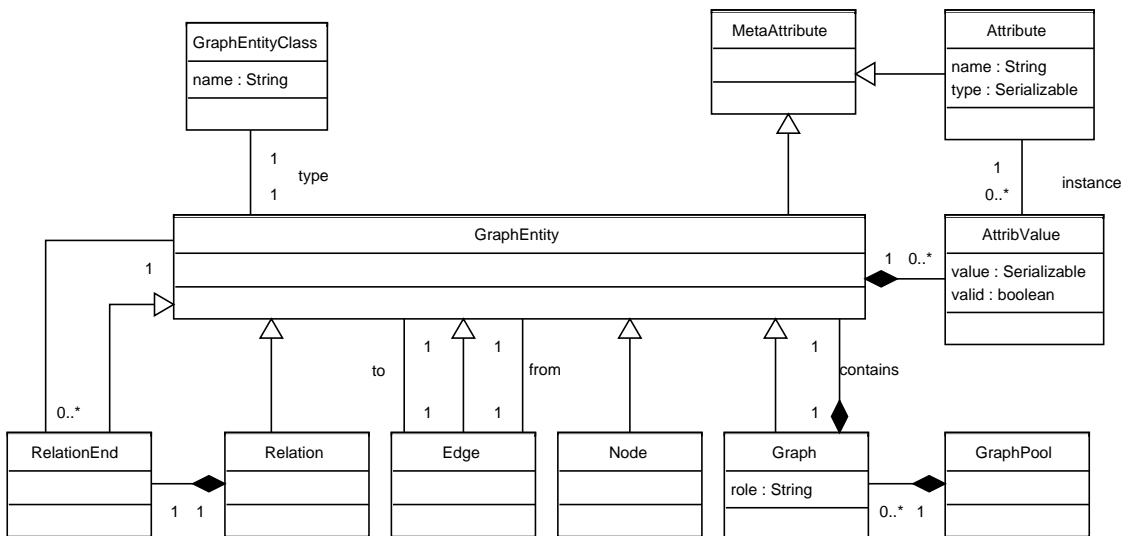 GraphEntityClass
name : String
MetaAttribute
Attribute
name : String
type : Serializable
1
type
1
1
instance
0..*
GraphEntity
AttribValue
value : Serializable
valid : boolean
1 0..*
1
to
1
1
from
1
contains
0..*
1
1
1
RelationEnd
Relation
Edge
Node
Graph
role : String
GraphPool
1 1
0..* 1